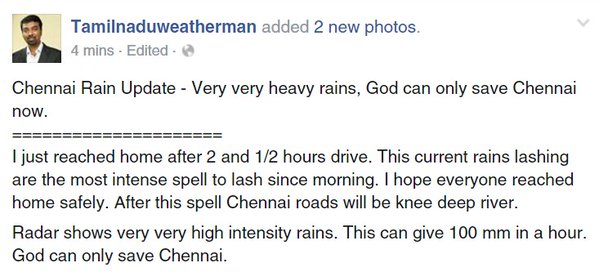 Tamilnaduweatherman added 2 new photos.
4 mins · Edited ·
Chennai Rain Update - Very very heavy rains, God can only save Chennai
now.
=====================
I just reached home after 2 and 1/2 hours drive. This current rains lashing
are the most intense spell to lash since morning. I hope everyone reached
home safely. After this spell Chennai roads will be knee deep river.
Radar shows very very high intensity rains. This can give 100 mm in a hour.
God can only save Chennai.